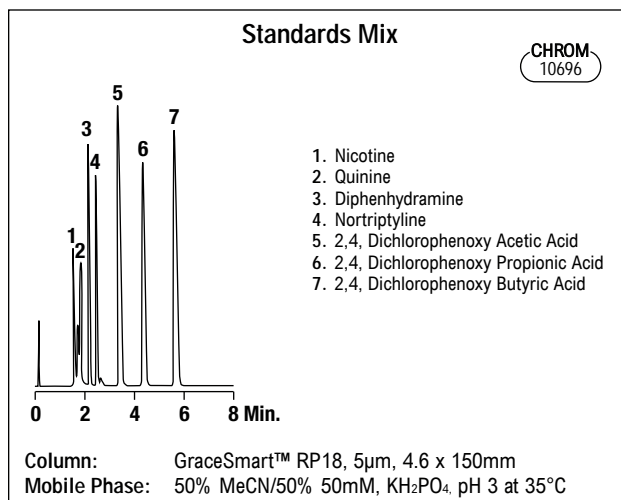 Standards Mix
CHROM
10696
5
7
3
6
4
1
2
1. Nicotine
2. Quinine
3. Diphenhydramine
4. Nortriptyline
5. 2,4, Dichlorophenoxy Acetic Acid
6. 2,4, Dichlorophenoxy Propionic Acid
7. 2,4, Dichlorophenoxy Butyric Acid
0 2 4 6 8 Min.
Column: GraceSmart™ RP18, 5µm, 4.6 x 150mm
Mobile Phase: 50% MeCN/50% 50mM, KH₂PO₄, pH 3 at 35°C